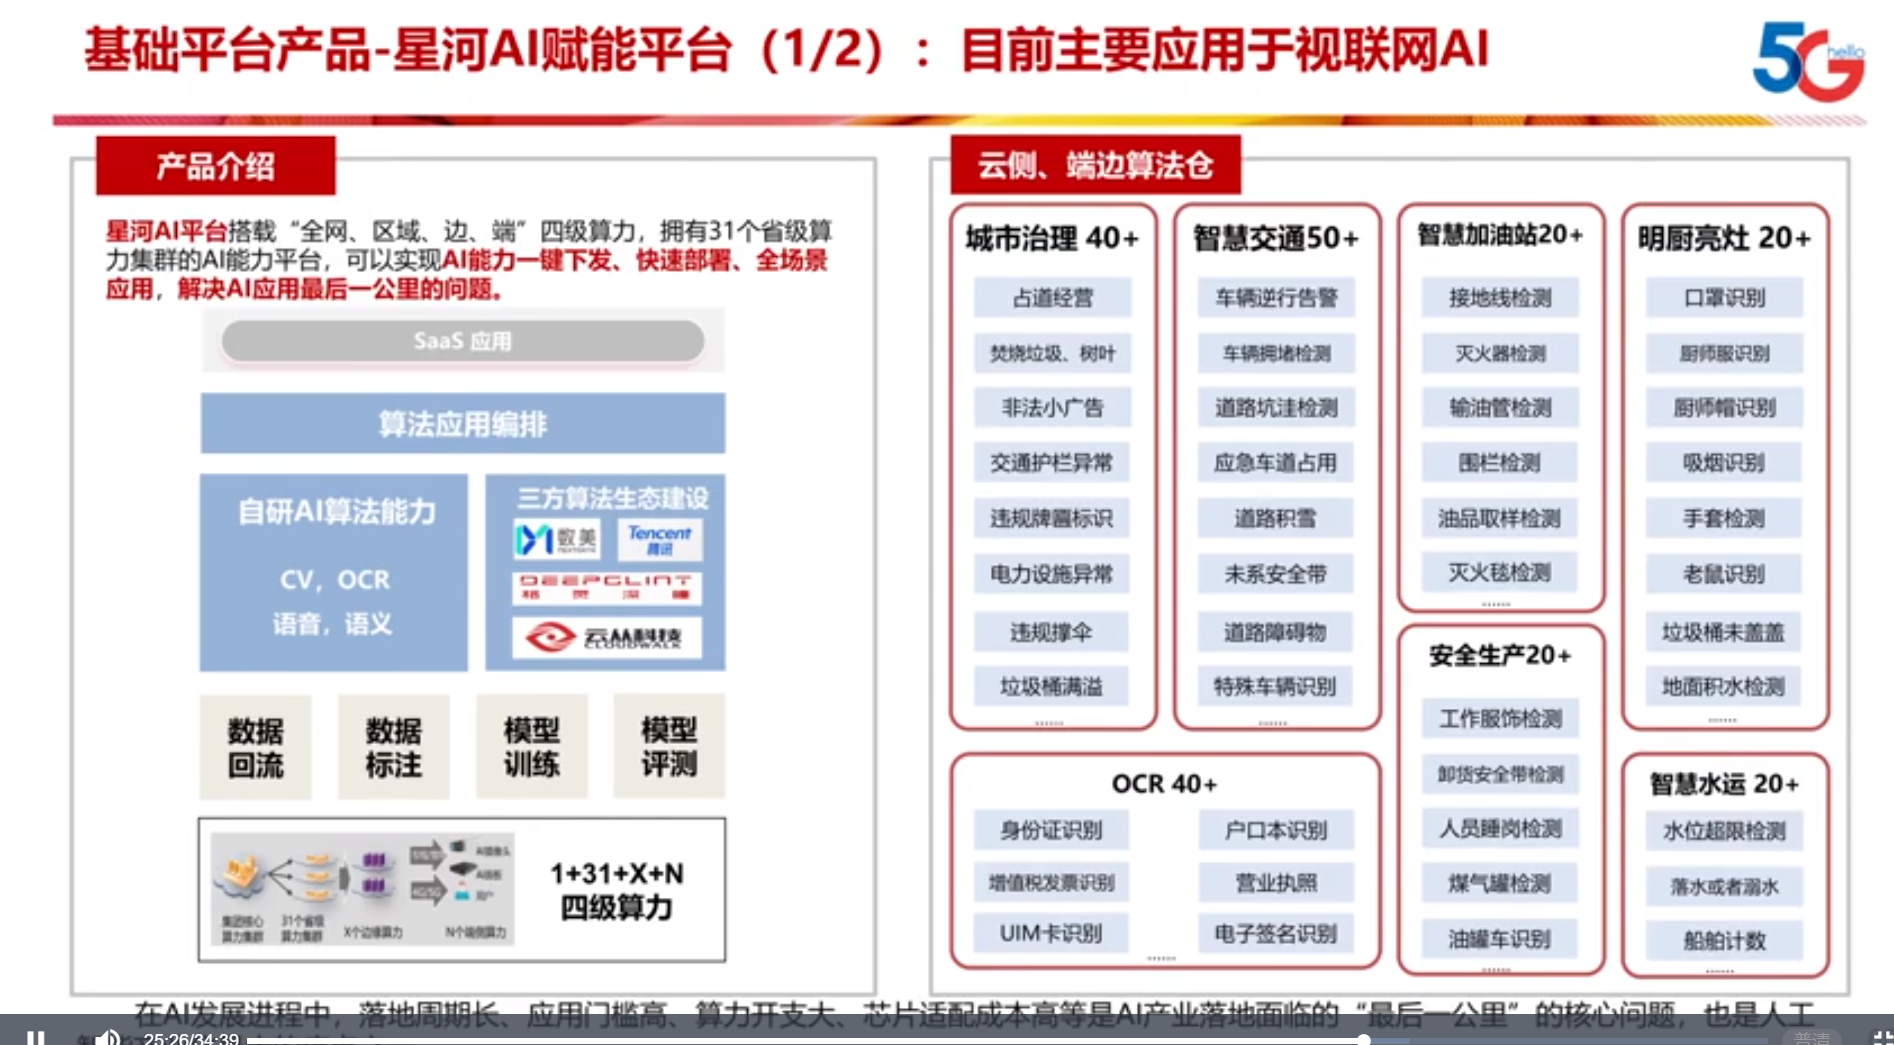 基础平台产品-星河AI赋能平台（1/2）：目前主要应用于视联网AI
5G
hello
产品介绍
星河AI平台搭载“全网、区域、边、端”四级算力，拥有31个省级算
力集群的AI能力平台，可以实现AI能力一键下发、快速部署、全场景
应用，解决AI应用最后一公里的问题。
SaaS 应用
算法应用编排
自研AI算法能力
CV，OCR
语音，语义
三方算法生态建设
数美
Tencent
腾讯
DEEPGLINT
云从科技
CLOUDWALK
数据
回流
数据
标注
模型
训练
模型
评测
集团核心
算力集群
31个省级
算力集群
X个边缘算力
N个端侧算力
1+31+X+N
四级算力
云侧、端边算法仓
城市治理 40+
占道经营
焚烧垃圾、树叶
非法小广告
交通护栏异常
违规牌匾标识
电力设施异常
违规撑伞
垃圾桶满溢
......
智慧交通50+
车辆逆行告警
车辆拥堵检测
道路坑洼检测
应急车道占用
道路积雪
未系安全带
道路障碍物
特殊车辆识别
......
智慧加油站20+
接地线检测
灭火器检测
输油管检测
围栏检测
油品取样检测
灭火毯检测
......
明厨亮灶 20+
口罩识别
厨师服识别
厨师帽识别
吸烟识别
手套检测
老鼠识别
垃圾桶未盖盖
地面积水检测
......
OCR 40+
身份证识别
户口本识别
增值税发票识别
营业执照
UIM卡识别
电子签名识别
......
安全生产20+
工作服饰检测
卸货安全带检测
人员睡岗检测
煤气罐检测
油罐车识别
......
智慧水运 20+
水位超限检测
落水或者溺水
船舶计数
......
在AI发展进程中，落地周期长、应用门槛高、算力开支大、芯片适配成本高等是AI产业落地面临的“最后一公里”的核心问题，也是人工
25:26/34:39
普清